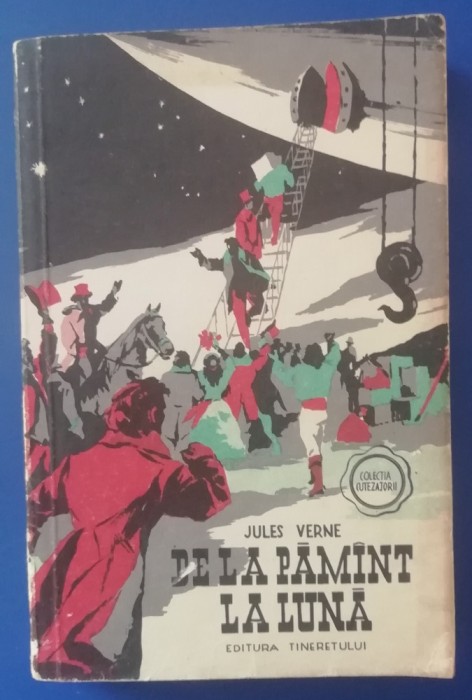 COLECȚIA
CUTEZĂTORII
JULES VERNE
DE LA PĂMÎNT
LA LUNĂ
EDITURA TINERETULUI